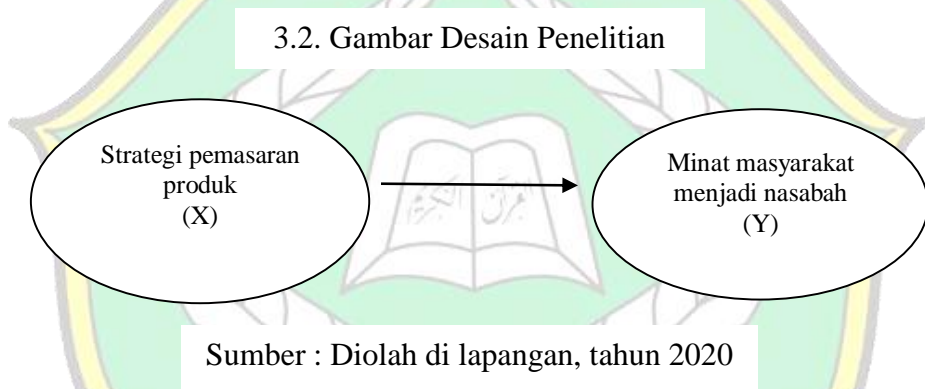 3.2. Gambar Desain Penelitian
Strategi pemasaran
produk
(X)
Minat masyarakat
menjadi nasabah
(Y)
Sumber : Diolah di lapangan, tahun 2020